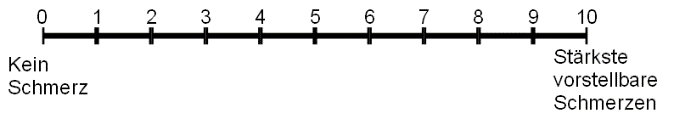 0 1 2 3 4 5 6 7 8 9 10
Kein
Schmerz
Stärkste
vorstellbare
Schmerzen